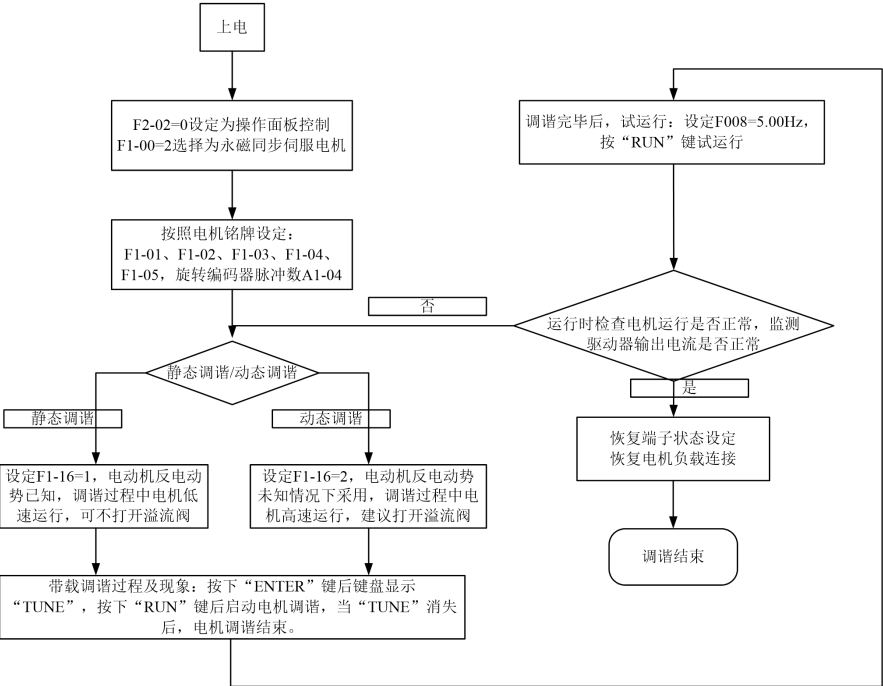 上电
F2-02=0设定为操作面板控制
F1-00=2选择为永磁同步伺服电机
按照电机铭牌设定：
F1-01、F1-02、F1-03、F1-04、
F1-05，旋转编码器脉冲数A1-04
静态调谐/动态调谐
静态调谐
动态调谐
设定F1-16=1，电动机反电动
势已知，调谐过程中电机低
速运行，可不打开溢流阀
设定F1-16=2，电动机反电动势
未知情况下采用，调谐过程中电
机高速运行，建议打开溢流阀
带载调谐过程及现象：按下“ENTER”键后键盘显示
“TUNE”，按下“RUN”键后启动电机调谐，当“TUNE”消失
后，电机调谐结束。
调谐完毕后，试运行：设定F008=5.00Hz，
按“RUN”键试运行
运行时检查电机运行是否正常，监测
驱动器输出电流是否正常
否
是
恢复端子状态设定
恢复电机负载连接
调谐结束